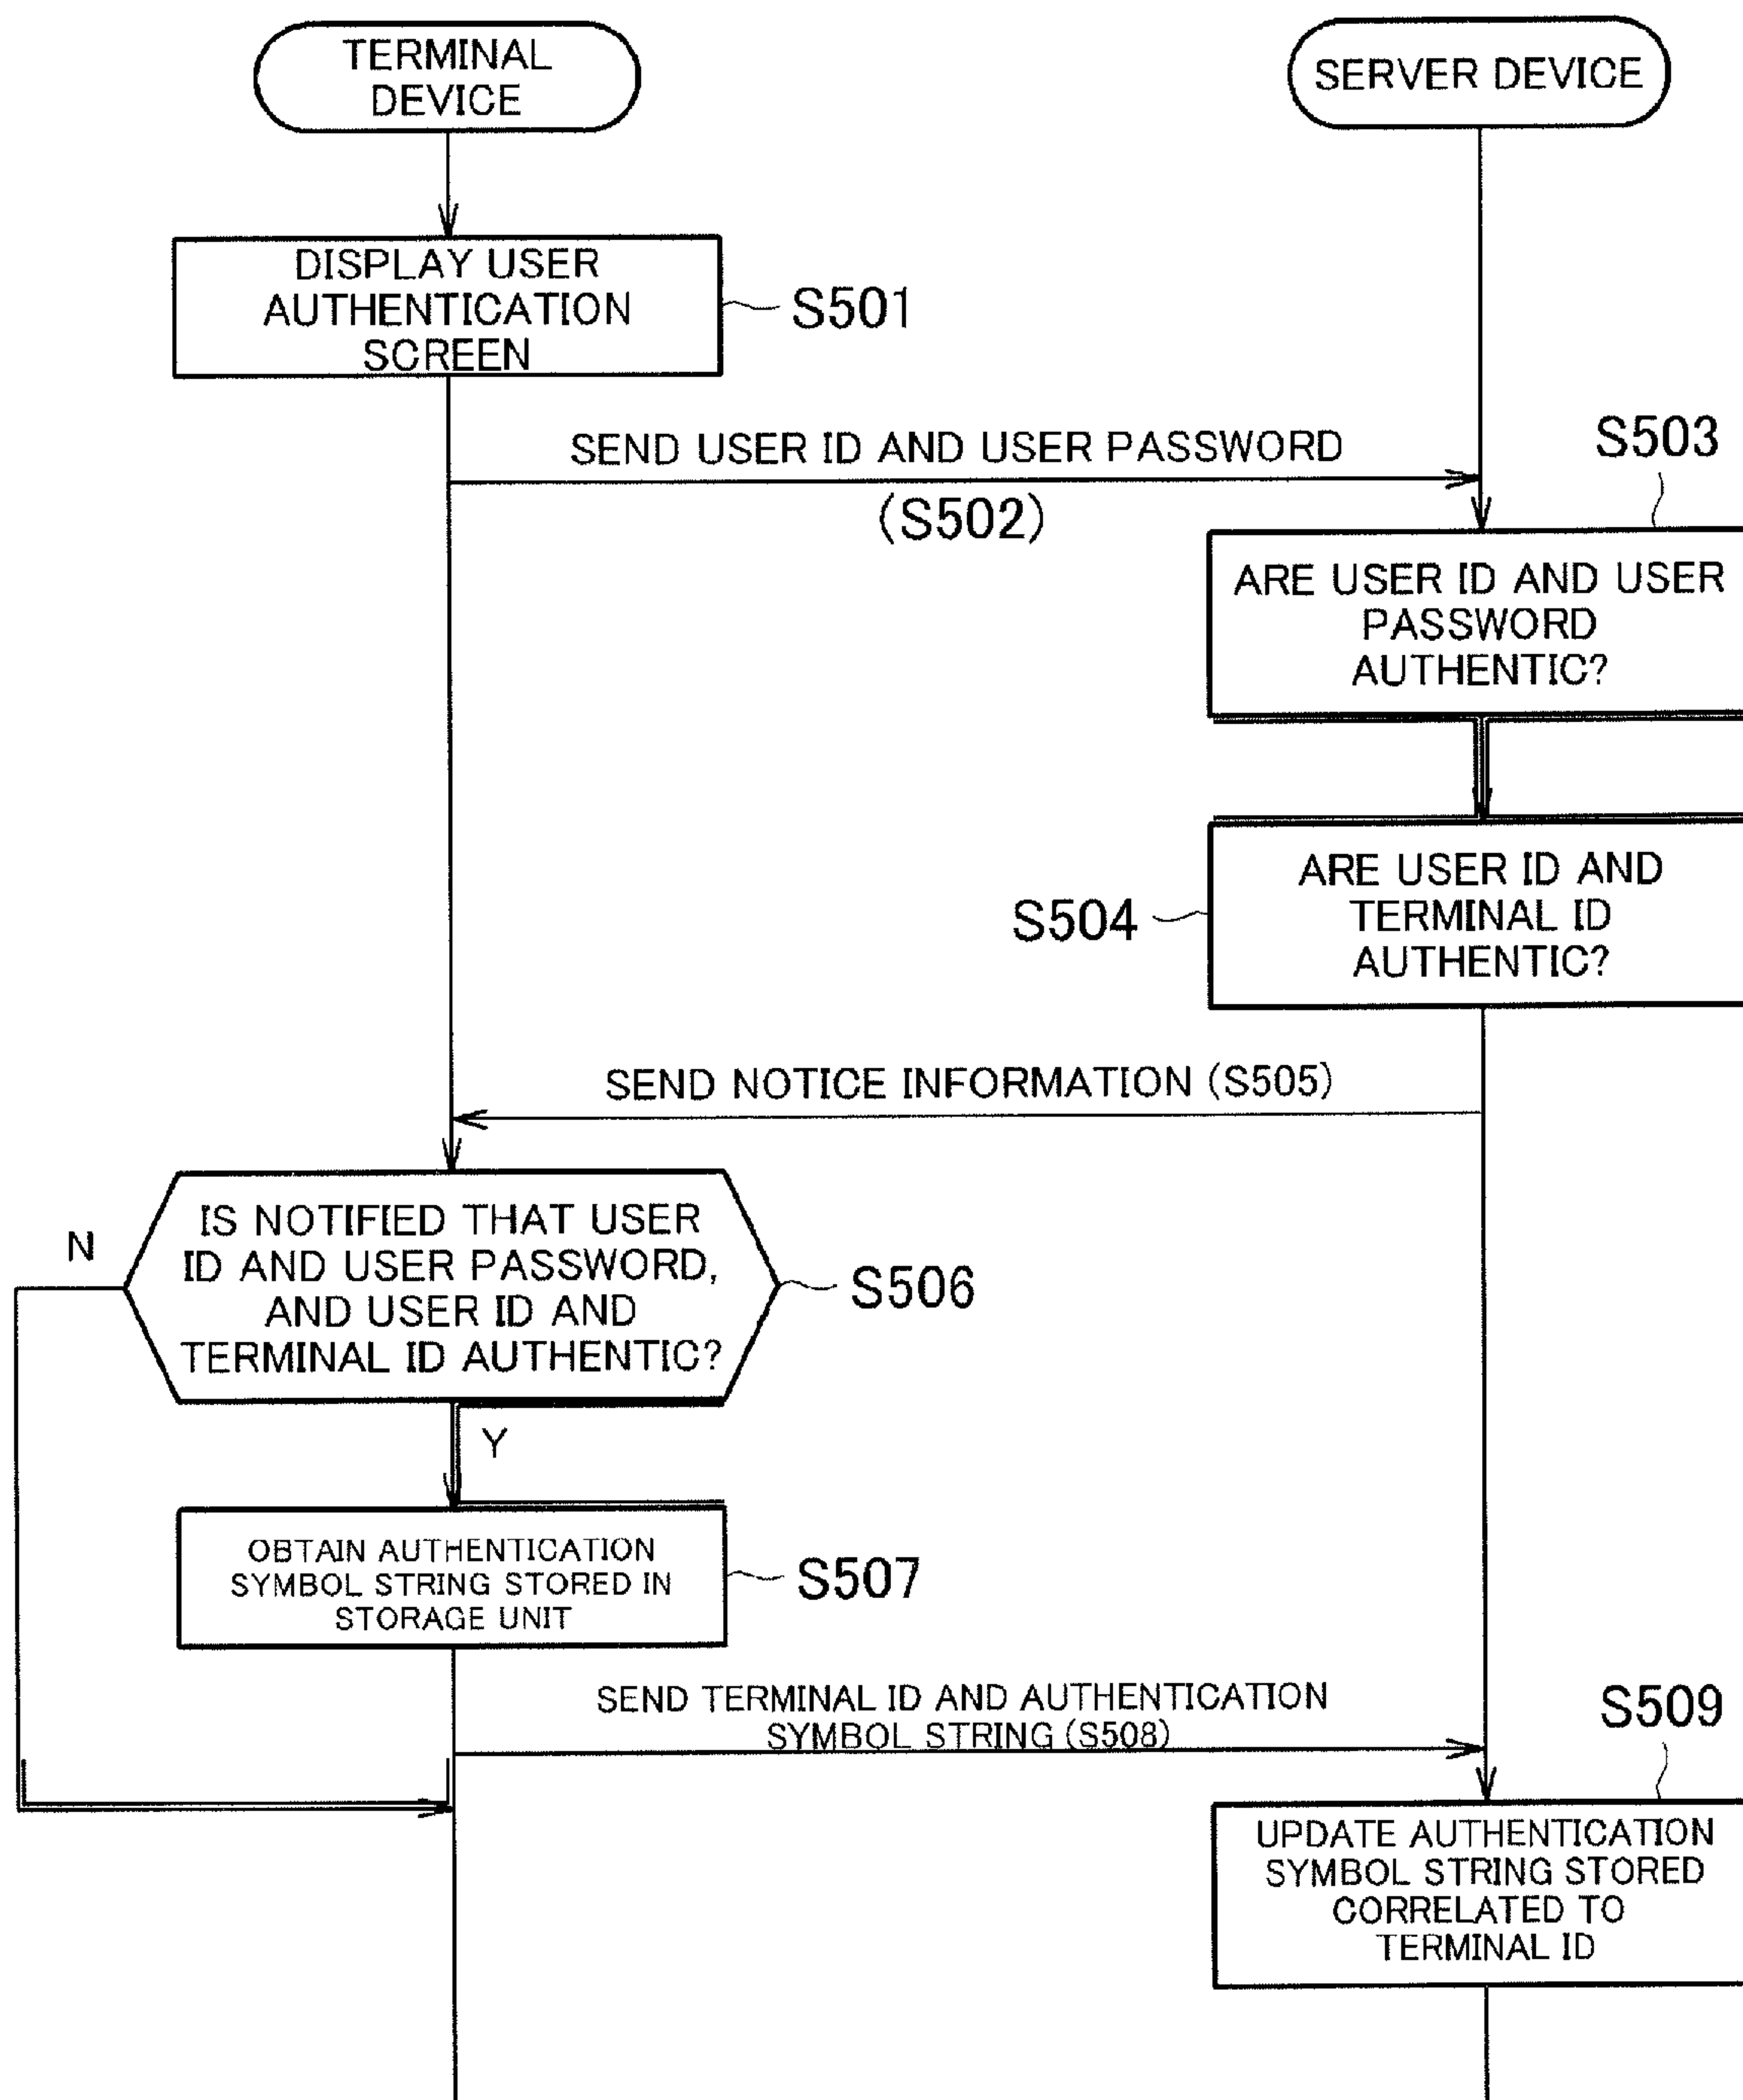 TERMINAL
DEVICE
SERVER DEVICE
DISPLAY USER
AUTHENTICATION
SCREEN
S501
SEND USER ID AND USER PASSWORD
(S502)
S503
ARE USER ID AND USER
PASSWORD
AUTHENTIC?
ARE USER ID AND
TERMINAL ID
AUTHENTIC?
S504
SEND NOTICE INFORMATION (S505)
N
IS NOTIFIED THAT USER
ID AND USER PASSWORD,
AND USER ID AND
TERMINAL ID AUTHENTIC?
S506
Y
OBTAIN AUTHENTICATION
SYMBOL STRING STORED IN
STORAGE UNIT
S507
SEND TERMINAL ID AND AUTHENTICATION
SYMBOL STRING (S508)
S509
UPDATE AUTHENTICATION
SYMBOL STRING STORED
CORRELATED TO
TERMINAL ID